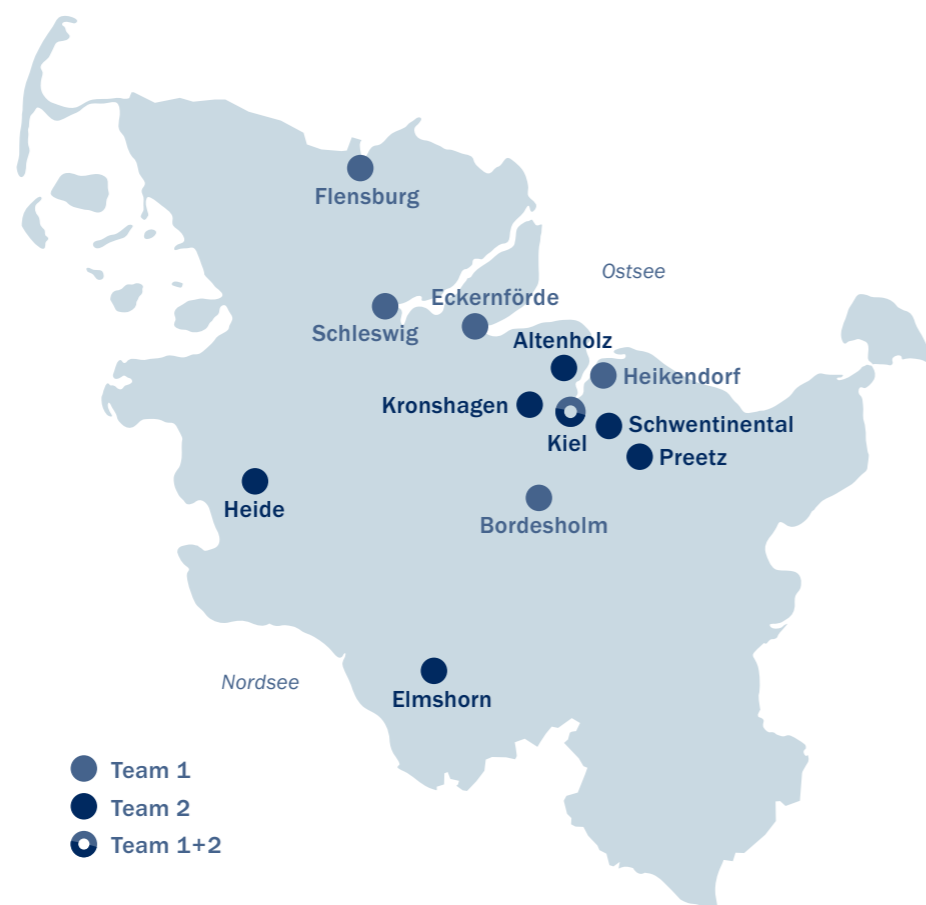 Flensburg
Ostsee
Eckernförde
Schleswig
Altenholz
Heikendorf
Kronshagen
Schwentinental
Kiel
Preetz
Heide
Bordesholm
Nordsee
Elmshorn
Team 1
Team 2
Team 1+2